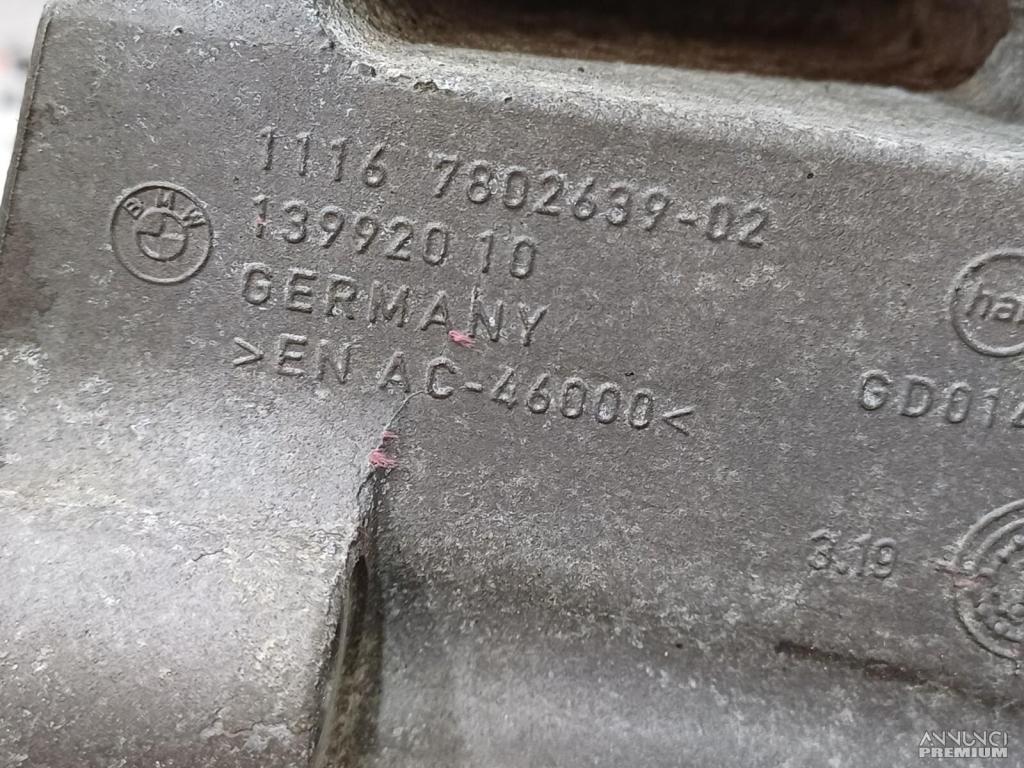 1116 7802639-02
BMW
13992010
GERMANY
>EN AC-46000<
3.19
ANNUNCI
PREMIUM